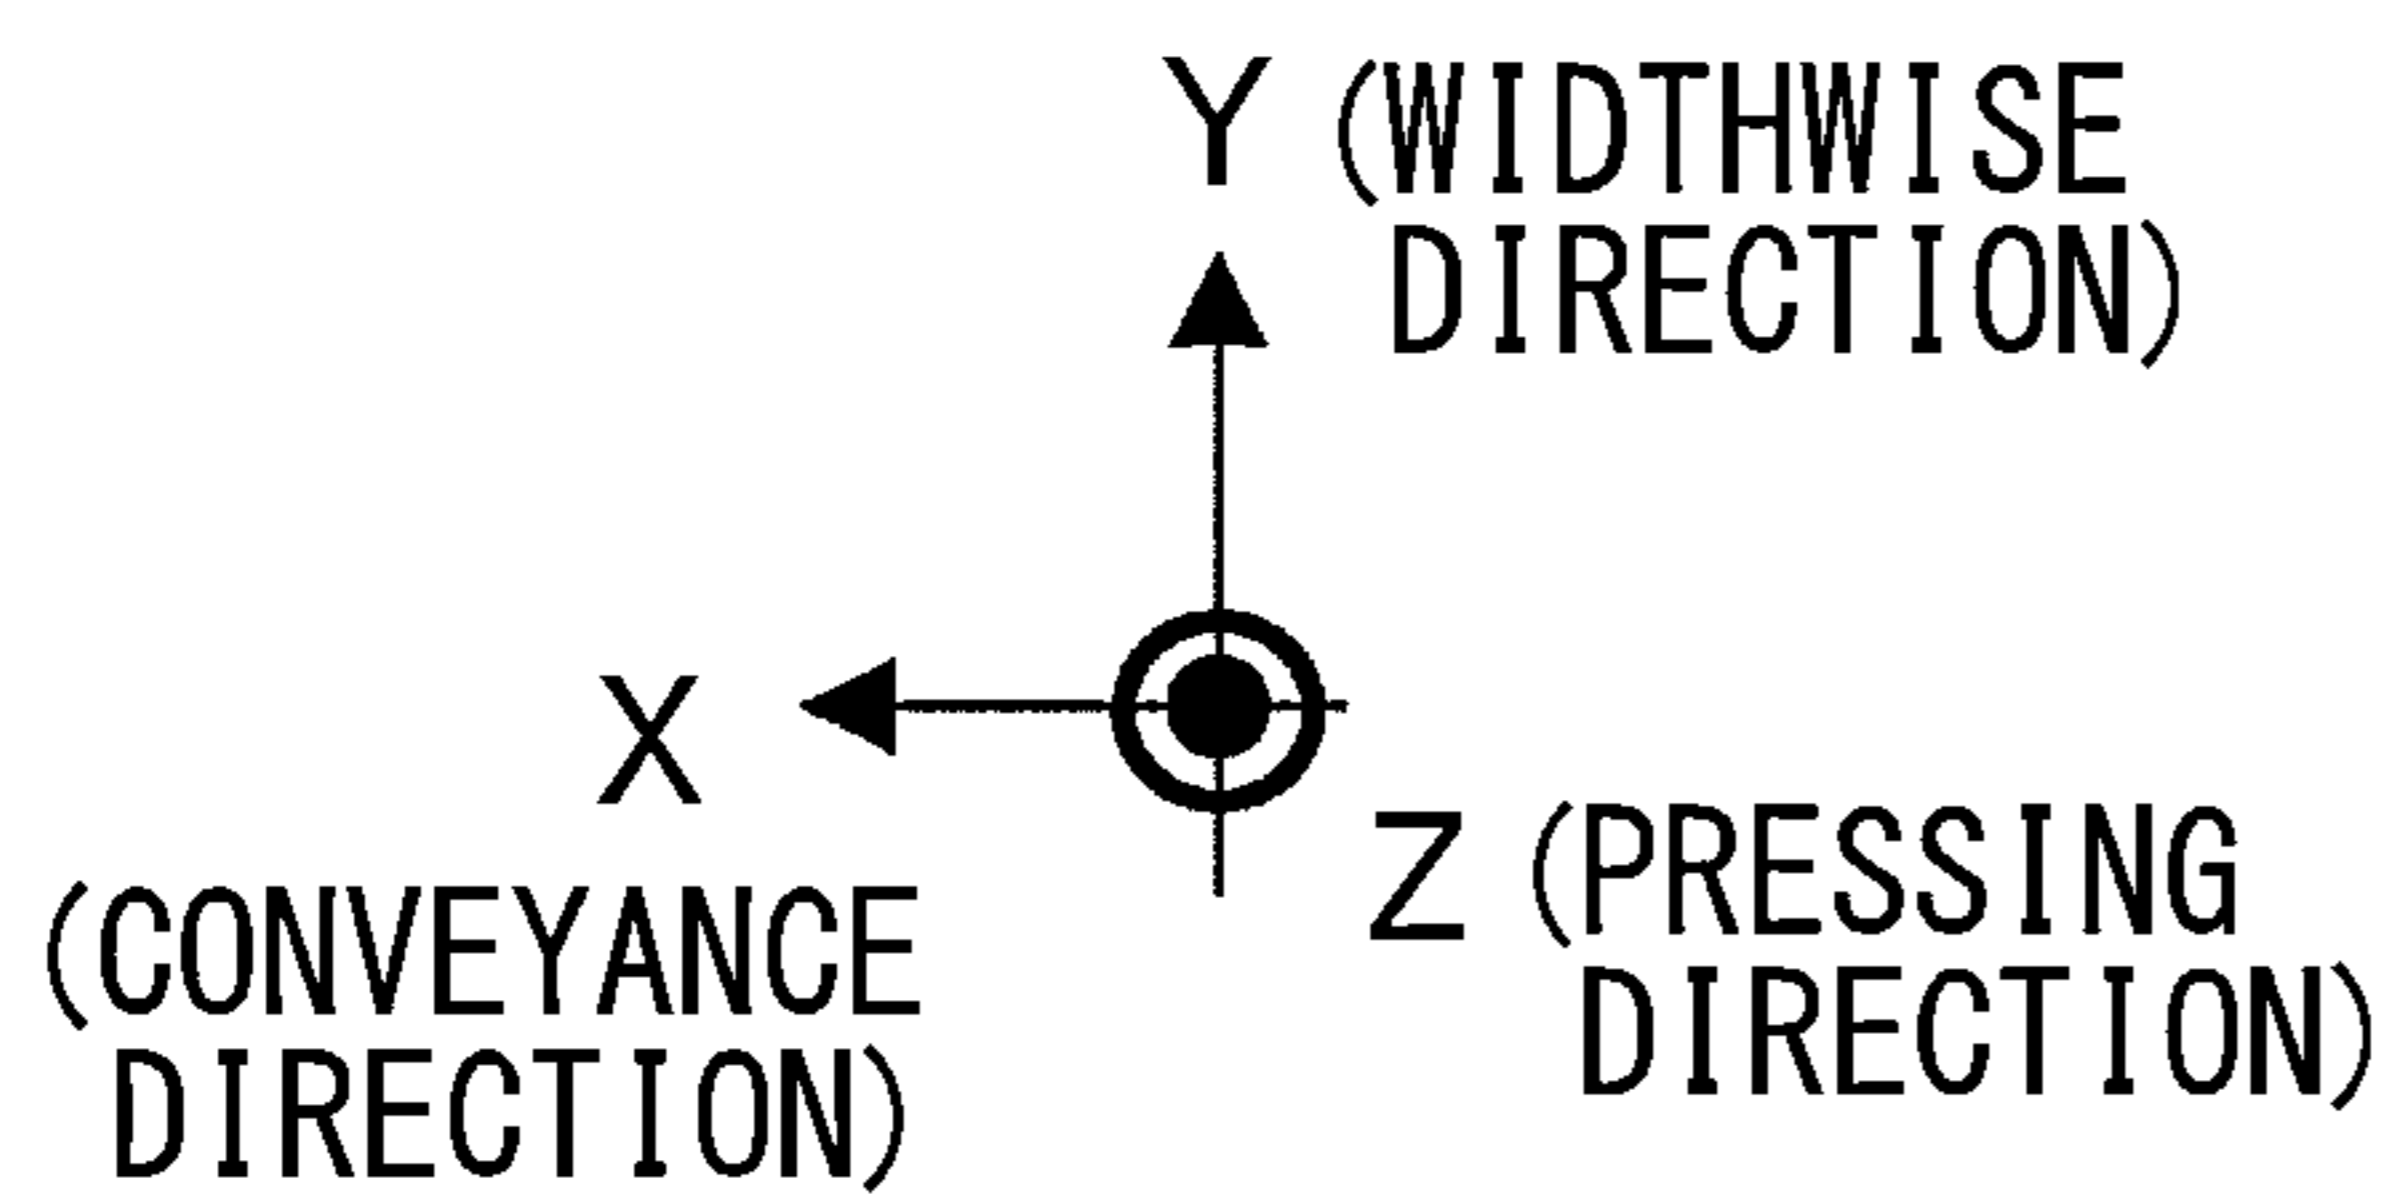 Y (WIDTHWISE
DIRECTION)
X
Z (PRESSING
DIRECTION)
(CONVEYANCE
DIRECTION)